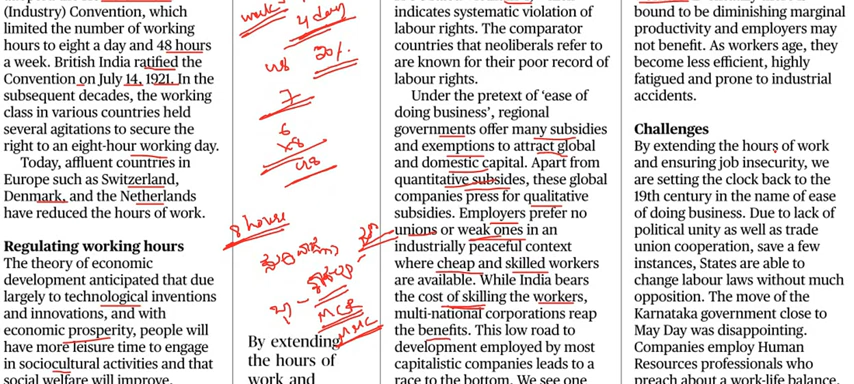 (Industry) Convention, which
limited the number of working
hours to eight a day and 48 hours
a week. British India ratified the
Convention on July 14, 1921. In the
subsequent decades, the working
class in various countries held
several agitations to secure the
right to an eight-hour working day.
Today, affluent countries in
Europe such as Switzerland,
Denmark, and the Netherlands
have reduced the hours of work.
Regulating working hours
The theory of economic
development anticipated that due
largely to technological inventions
and innovations, and with
economic prosperity, people will
have more leisure time to engage
in sociocultural activities and that
social welfare will improve.
work
4 day
48
7
6
x8
48
By extending
the hours of
work and
indicates systematic violation of
labour rights. The comparator
countries that neoliberals refer to
are known for their poor record of
labour rights.
Under the pretext of ‘ease of
doing business’, regional
governments offer many subsidies
and exemptions to attract global
and domestic capital. Apart from
quantitative subsides, these global
companies press for qualitative
subsidies. Employers prefer no
unions or weak ones in an
industrially peaceful context
where cheap and skilled workers
are available. While India bears
the cost of skilling the workers,
multi-national corporations reap
the benefits. This low road to
development employed by most
capitalistic countries leads to a
race to the bottom. We see one
bound to be diminishing marginal
productivity and employers may
not benefit. As workers age, they
become less efficient, highly
fatigued and prone to industrial
accidents.
Challenges
By extending the hours of work
and ensuring job insecurity, we
are setting the clock back to the
19th century in the name of ease
of doing business. Due to lack of
political unity as well as trade
union cooperation, save a few
instances, States are able to
change labour laws without much
opposition. The move of the
Karnataka government close to
May Day was disappointing.
Companies employ Human
Resources professionals who
preach about a work-life balance.